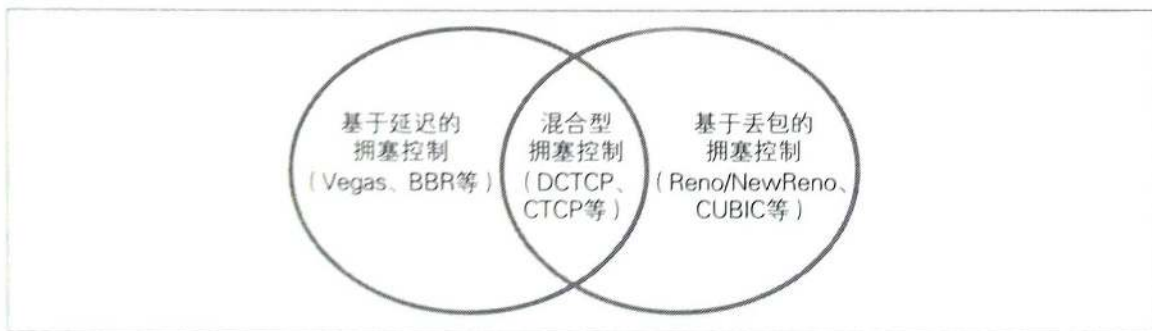 基于延迟的
拥塞控制
（Vegas、BBR等）
混合型
拥塞控制
（DCTCP、
CTCP等）
基于丢包的
拥塞控制
（Reno/NewReno、
CUBIC等）